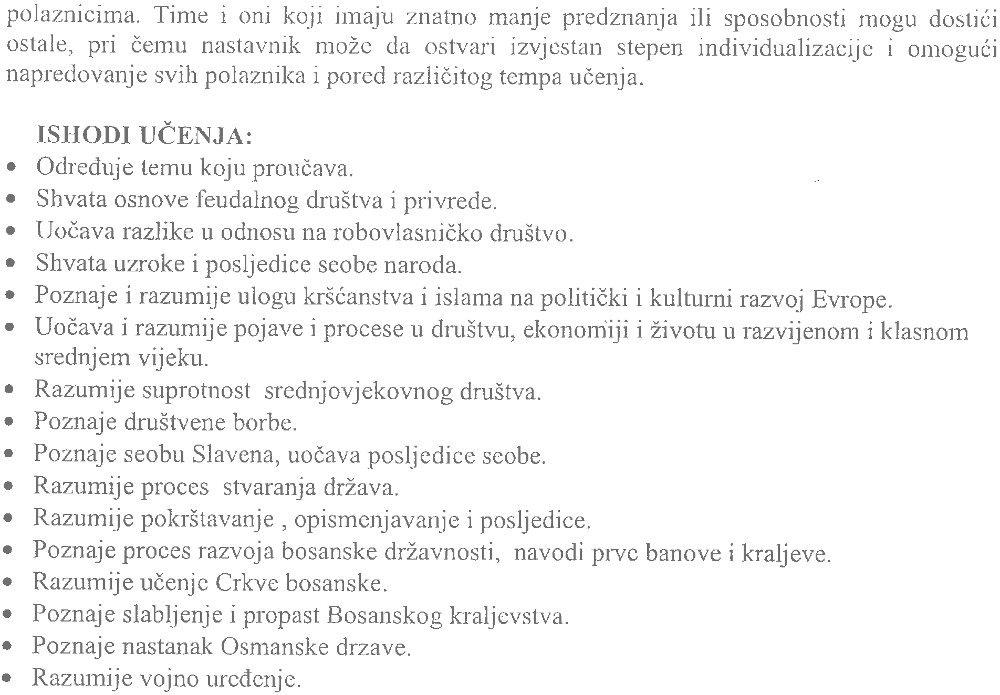 polaznicima. Time i oni koji imaju znatno manje predznanja ili sposobnosti mogu dostići
ostale, pri čemu nastavnik može da ostvari izvjestan stepen individualizacije i omogući
napredovanje svih polaznika i pored različitog tempa učenja.
ISHODI UČENJA:
• Određuje temu koju proučava.
• Shvata osnove feudalnog društva i privrede.
• Uočava razlike u odnosu na robovlasničko društvo.
• Shvata uzroke i posljedice seobe naroda.
• Poznaje i razumije ulogu kršćanstva i islama na politički i kulturni razvoj Evrope.
• Uočava i razumije pojave i procese u društvu, ekonomiji i životu u razvijenom i klasnom
srednjem vijeku.
• Razumije suprotnost srednjovjekovnog društva.
• Poznaje društvene borbe.
• Poznaje seobu Slavena, uočava posljedice seobe.
• Razumije proces stvaranja država.
• Razumije pokrštavanje , opismenjavanje i posljedice.
• Poznaje proces razvoja bosanske državnosti, navodi prve banove i kraljeve.
• Razumije učenje Crkve bosanske.
• Poznaje slabljenje i propast Bosanskog kraljevstva.
• Poznaje nastanak Osmanske drzave.
• Razumije vojno uređenje.